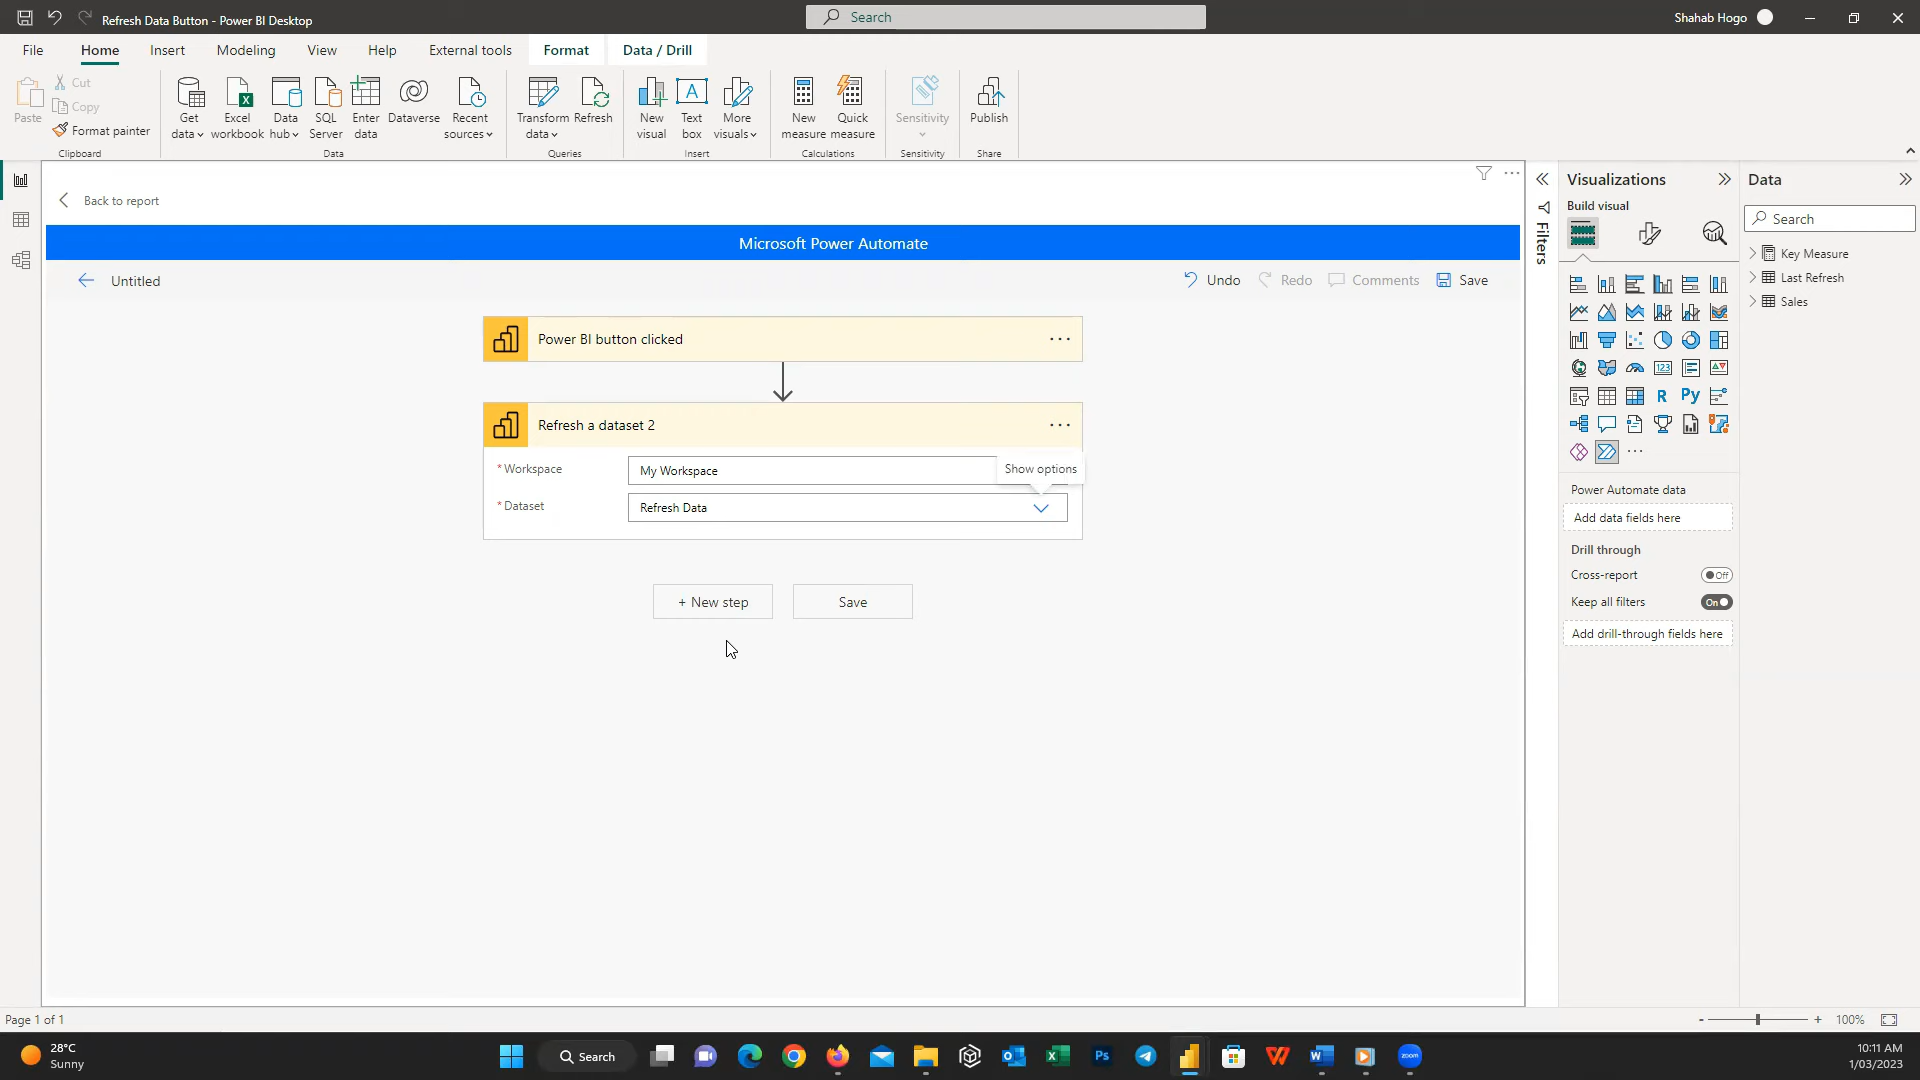 Refresh Data Button - Power BI Desktop
Search
Shahab Hogo
File
Home
Insert
Modeling
View
Help
External tools
Format
Data / Drill
Paste
Cut
Copy
Format painter
Clipboard
Get data
Excel workbook
Data hub
SQL Server
Enter data
Dataverse
Recent sources
Data
Transform data
Refresh
Queries
New visual
Text box
More visuals
Insert
New measure
Quick measure
Calculations
Sensitivity
Sensitivity
Publish
Share
Back to report
Microsoft Power Automate
Untitled
Undo
Redo
Comments
Save
Power BI button clicked
Refresh a dataset 2
* Workspace
My Workspace
Show options
* Dataset
Refresh Data
+ New step
Save
Filters
Visualizations
Build visual
123
R
Py
Power Automate data
Add data fields here
Drill through
Cross-report
Off
Keep all filters
On
Add drill-through fields here
Data
Search
Key Measure
Last Refresh
Sales
Page 1 of 1
- + 100%
28°C
Sunny
Search
Ps
W
zoom
10:11 AM
1/03/2023